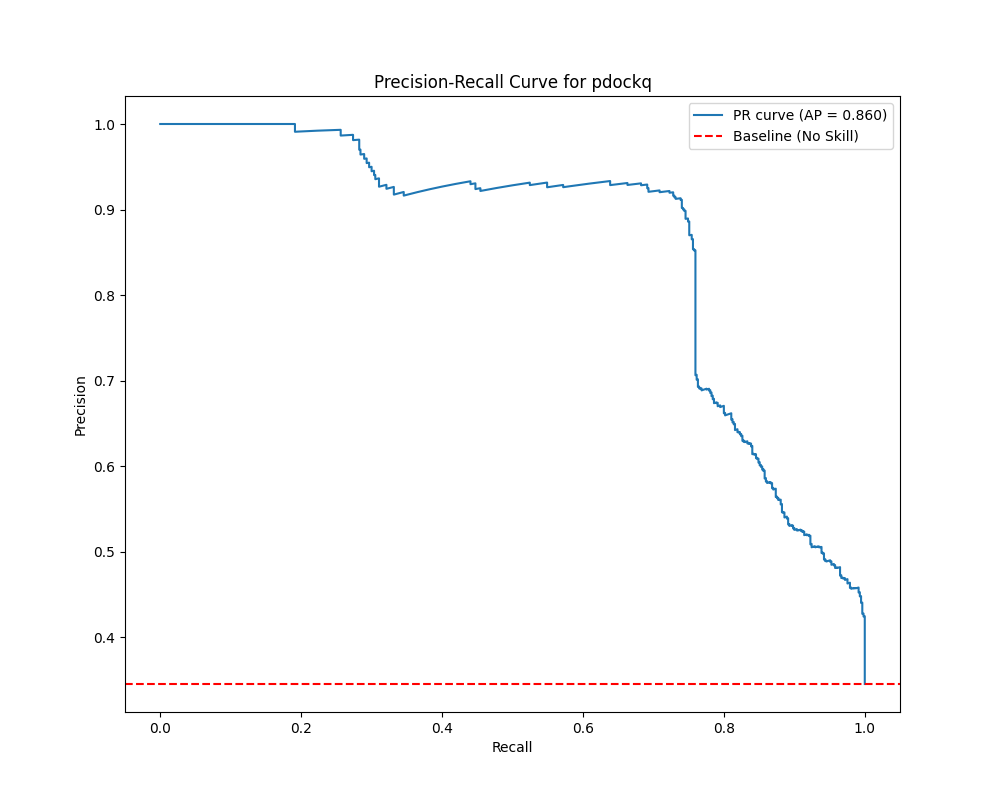 Precision-Recall Curve for pdockq
PR curve (AP = 0.860)
Baseline (No Skill)
1.0
0.9
0.8
0.7
0.6
0.5
0.4
Precision
0.0 0.2 0.4 0.6 0.8 1.0
Recall